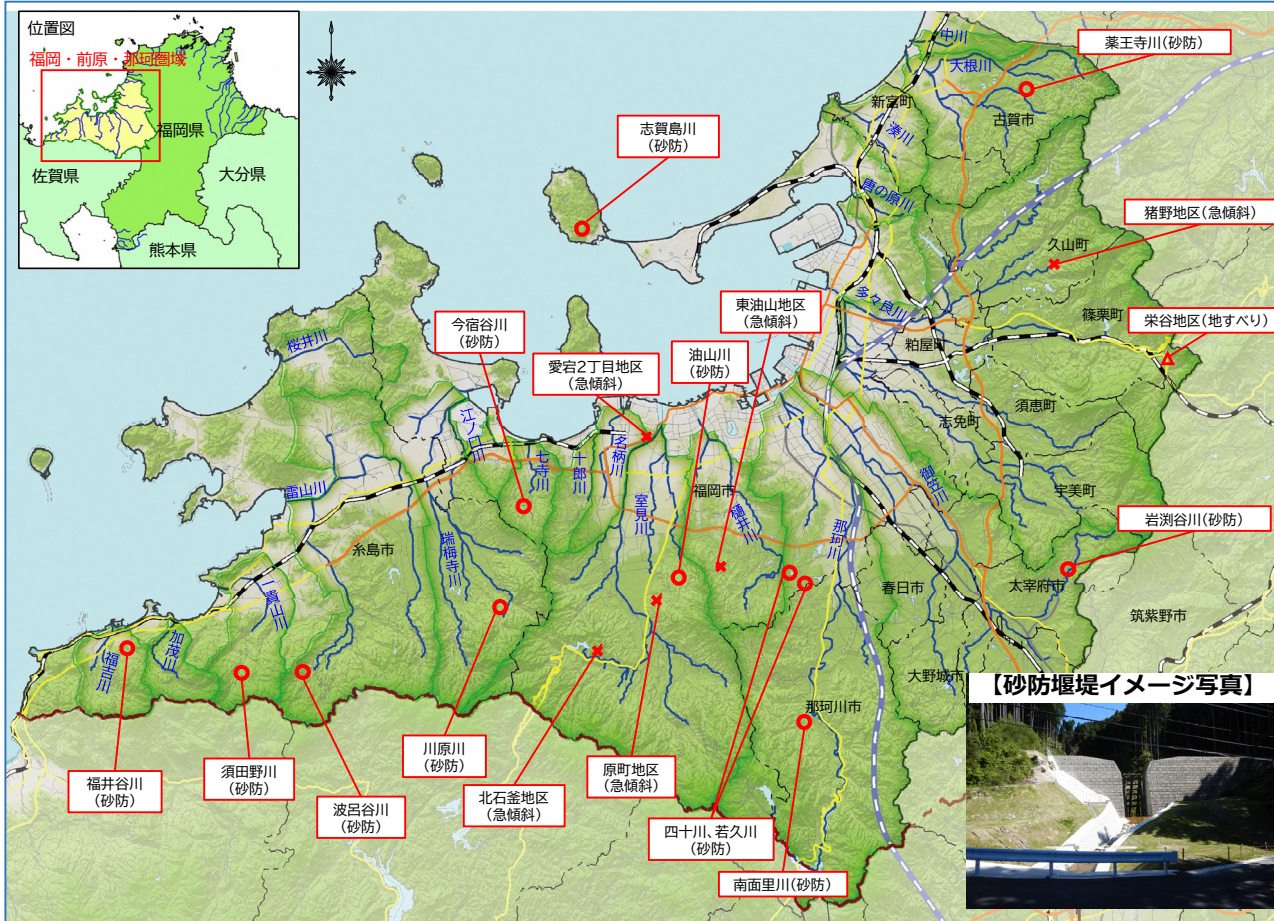 位置図
福岡・前原・那珂圏域
福岡県
佐賀県
大分県
熊本県
中川
大根川
薬王寺川(砂防)
新宮町
古賀市
湊川
志賀島川
(砂防)
唐の原川
猪野地区(急傾斜)
久山町
多々良川
篠栗町
栄谷地区(地すべり)
粕屋町
東油山地区
(急傾斜)
今宿谷川
(砂防)
油山川
(砂防)
愛宕2丁目地区
(急傾斜)
桜井川
須恵町
志免町
江ノ口川
七寺川
十郎川
名柄川
室見川
福岡市
樋井川
御笠川
宇美町
雷山川
那珂川
岩渕谷川(砂防)
糸島市
瑞梅寺川
春日市
太宰府市
筑紫野市
一貴山川
加茂川
福吉川
大野城市
那珂川市
【砂防堰堤イメージ写真】
福井谷川
(砂防)
須田野川
(砂防)
波呂谷川
(砂防)
川原川
(砂防)
北石釜地区
(急傾斜)
原町地区
(急傾斜)
四十川、若久川
(砂防)
南面里川(砂防)